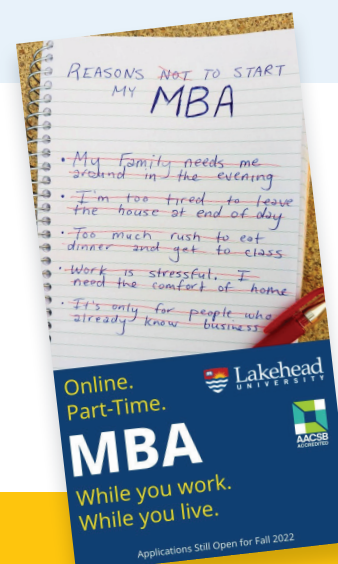 REASONS NOT TO START
MY MBA
• My Family needs me
around in the evening
• I'm too tired to leave
the house at end of day
• Too much rush to eat
dinner and get to class
• Work is stressful. I
need the comfort of home
• It's only for people who
already know business.
Online.
Part-Time.
MBA
While you work.
While you live.
Lakehead
UNIVERSITY
AACSB
ACCREDITED
Applications Still Open for Fall 2022